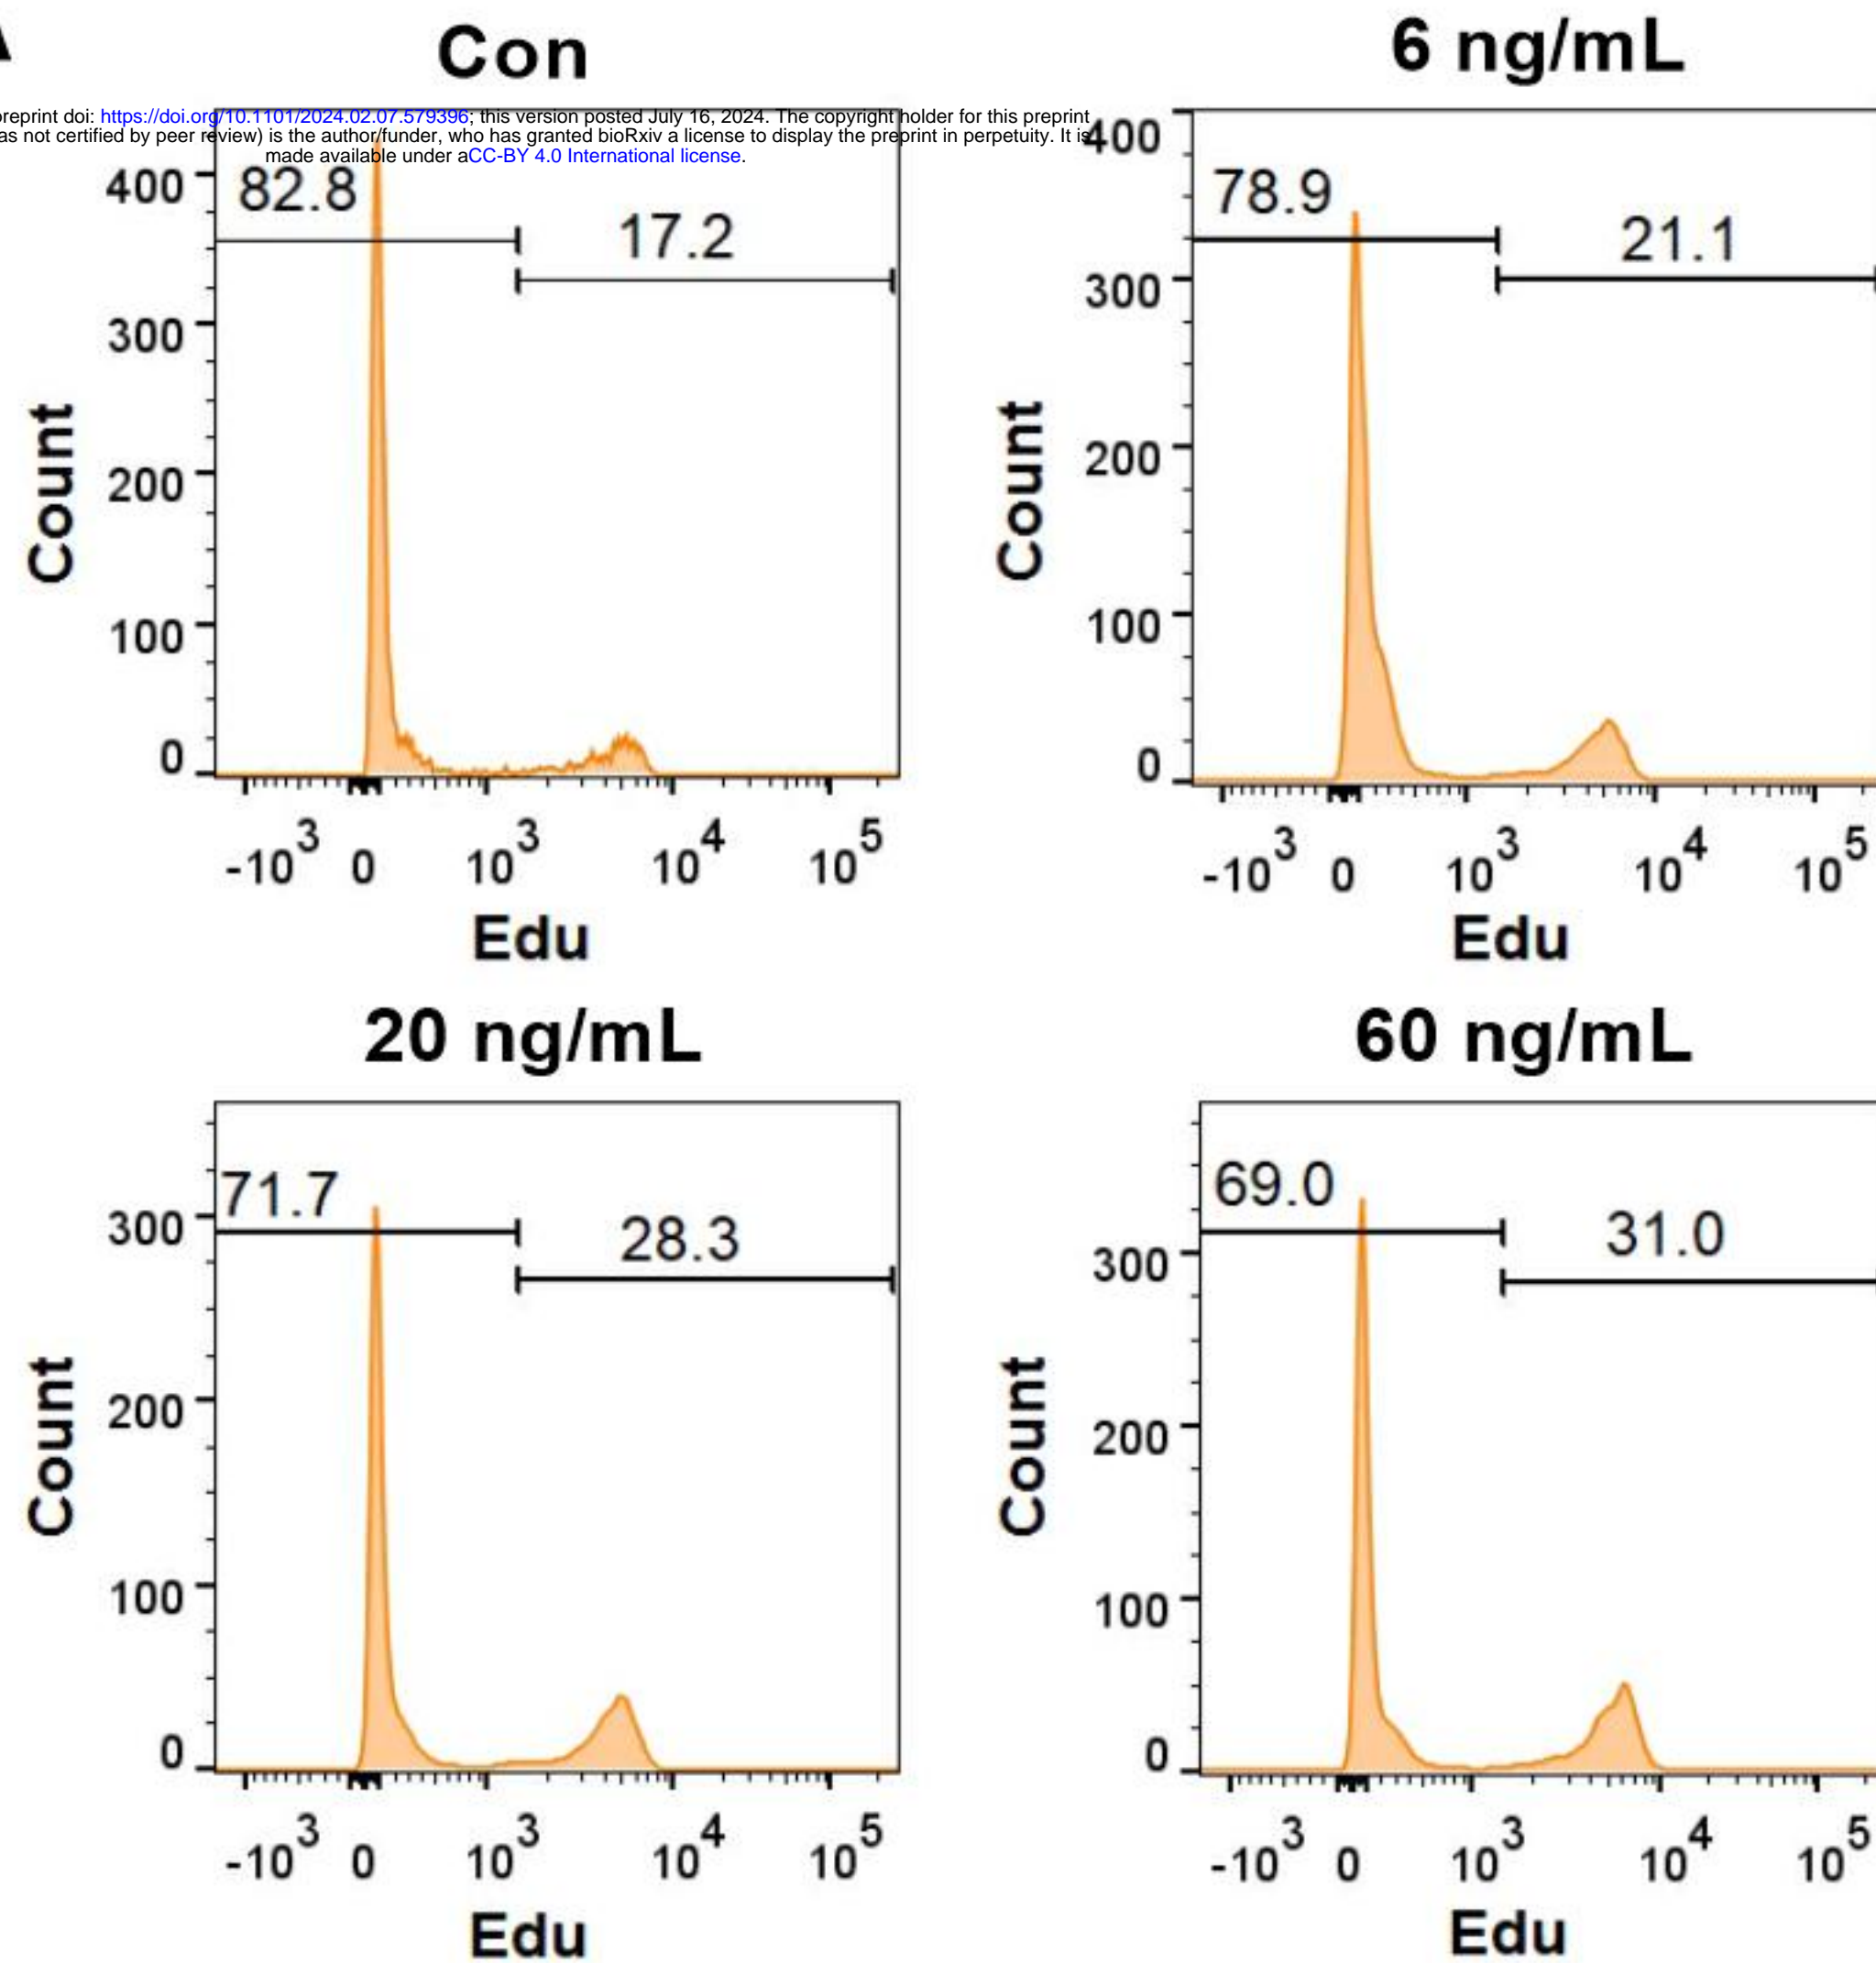 A
Con
6 ng/mL
reprint doi: https://doi.org/10.1101/2024.02.07.579396; this version posted July 16, 2024. The copyright holder for this preprint
as not certified by peer review) is the author/funder, who has granted bioRxiv a license to display the preprint in perpetuity. It is
made available under aCC-BY 4.0 International license.
82.8
17.2
400
300
200
100
0
Count
-10^3 0 10^3 10^4 10^5
Edu
78.9
21.1
400
300
200
100
0
Count
-10^3 0 10^3 10^4 10^5
Edu
20 ng/mL
60 ng/mL
71.7
28.3
300
200
100
0
Count
-10^3 0 10^3 10^4 10^5
Edu
69.0
31.0
300
200
100
0
Count
-10^3 0 10^3 10^4 10^5
Edu